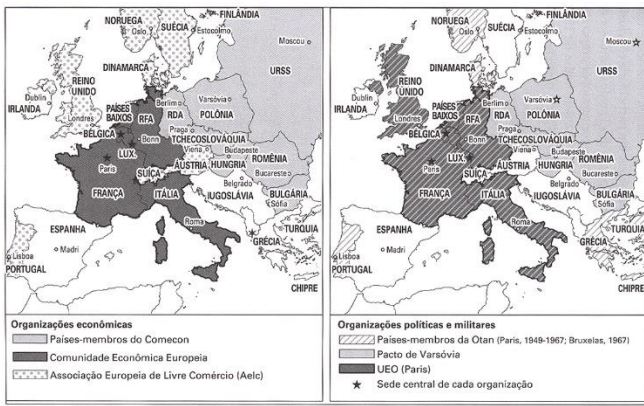 NORUEGA
Oslo
SUÉCIA
Estocolmo
FINLÂNDIA
Moscou
DINAMARCA
URSS
REINO
UNIDO
Dublin
IRLANDA
Londres
PAÍSES
BAIXOS
Berlim
RFA
RDA
Varsóvia
POLÔNIA
BÉLGICA
Bonn
Praga
TCHECOSLOVÁQUIA
LUX.
Paris
Viena
Budapeste
ÁUSTRIA
HUNGRIA
ROMÊNIA
SUÍÇA
FRANÇA
ITÁLIA
Belgrado
Bucareste
IUGOSLÁVIA
BULGÁRIA
Sófia
Roma
ESPANHA
Madri
Lisboa
PORTUGAL
GRÉCIA
TURQUIA
CHIPRE
Organizações econômicas
Países-membros do Comecon
Comunidade Econômica Europeia
Associação Europeia de Livre Comércio (Aelc)
NORUEGA
Oslo
SUÉCIA
Estocolmo
FINLÂNDIA
Moscou
DINAMARCA
URSS
REINO
UNIDO
Dublin
IRLANDA
Londres
PAÍSES
BAIXOS
Berlim
RFA
RDA
Varsóvia
POLÔNIA
BÉLGICA
Bonn
Praga
TCHECOSLOVÁQUIA
LUX.
Paris
Viena
Budapeste
ÁUSTRIA
HUNGRIA
ROMÊNIA
SUÍÇA
FRANÇA
ITÁLIA
Belgrado
Bucareste
IUGOSLÁVIA
BULGÁRIA
Sófia
Roma
ESPANHA
Madri
Lisboa
PORTUGAL
GRÉCIA
TURQUIA
CHIPRE
Organizações políticas e militares
Países-membros da Otan (Paris, 1949-1967; Bruxelas, 1967)
Pacto de Varsóvia
UEO (Paris)
Sede central de cada organização